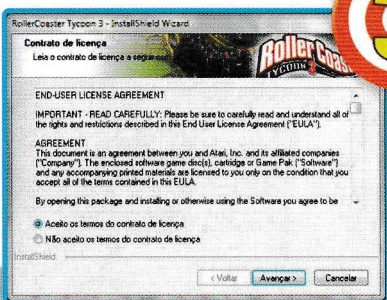 RollerCoaster Tycoon 3 - InstallShield Wizard
Contrato de licença
Leia o contrato de licença a seguir
Roller Coas
TYCOON 3
END-USER LICENSE AGREEMENT
IMPORTANT - READ CAREFULLY: Please be sure to carefully read and understand all of
the rights and restrictions described in this End User License Agreement ("EULA").
AGREEMENT
This document is an agreement between you and Atari, Inc. and its affiliated companies
("Company"). The enclosed software game disc(s), cartridge or Game Pak ("Software")
and any accompanying printed materials are licensed to you only on the condition that you
accept all of the terms contained in this EULA.
By opening this package and installing or otherwise using the Software you agree to be
Aceito os termos do contrato de licença
Não aceito os termos do contrato de licença
InstallShield
< Voltar
Avançar >
Cancelar